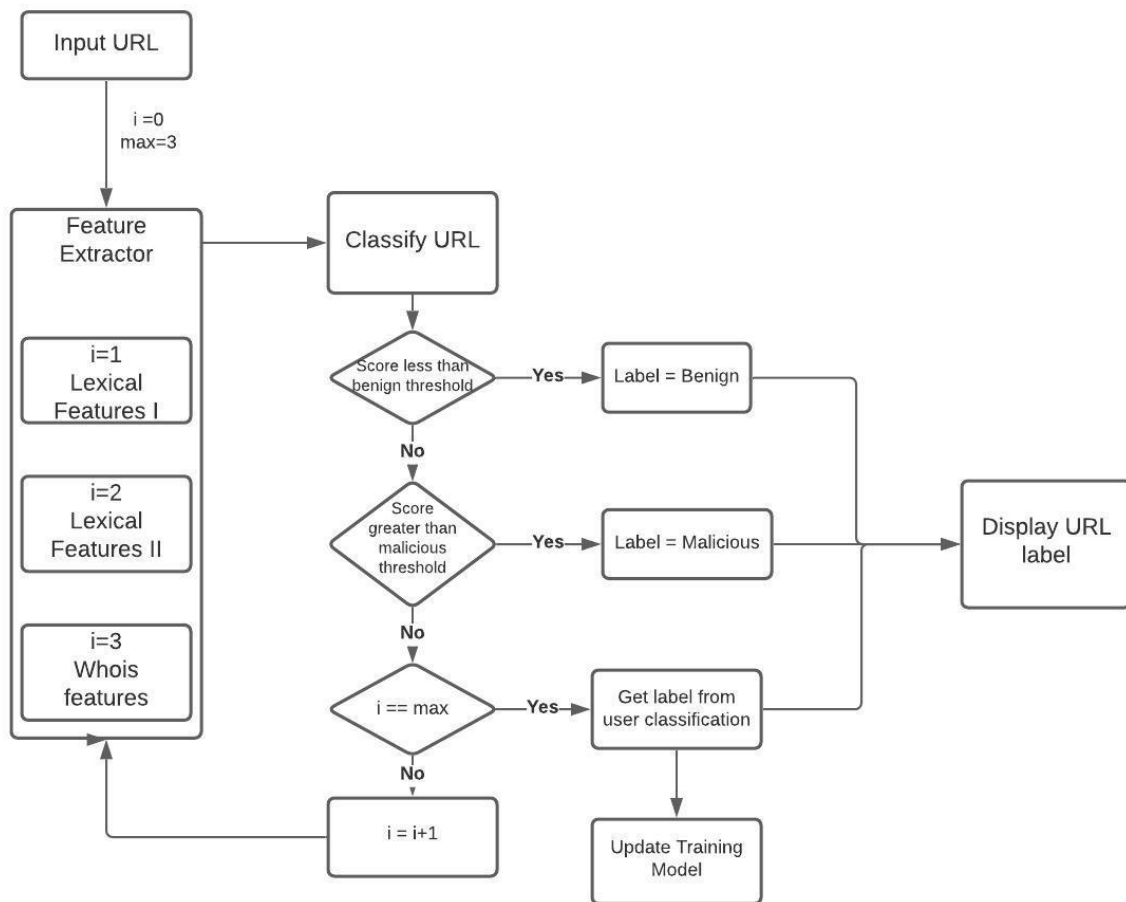 Input URL
i =0
max=3
Feature
Extractor
i=1
Lexical
Features I
i=2
Lexical
Features II
i=3
Whois
features
Classify URL
Score less than
benign threshold
Yes
Label = Benign
No
Score
greater than
malicious
threshold
Yes
Label = Malicious
No
i == max
Yes
Get label from
user classification
No
i = i+1
Update Training
Model
Display URL
label